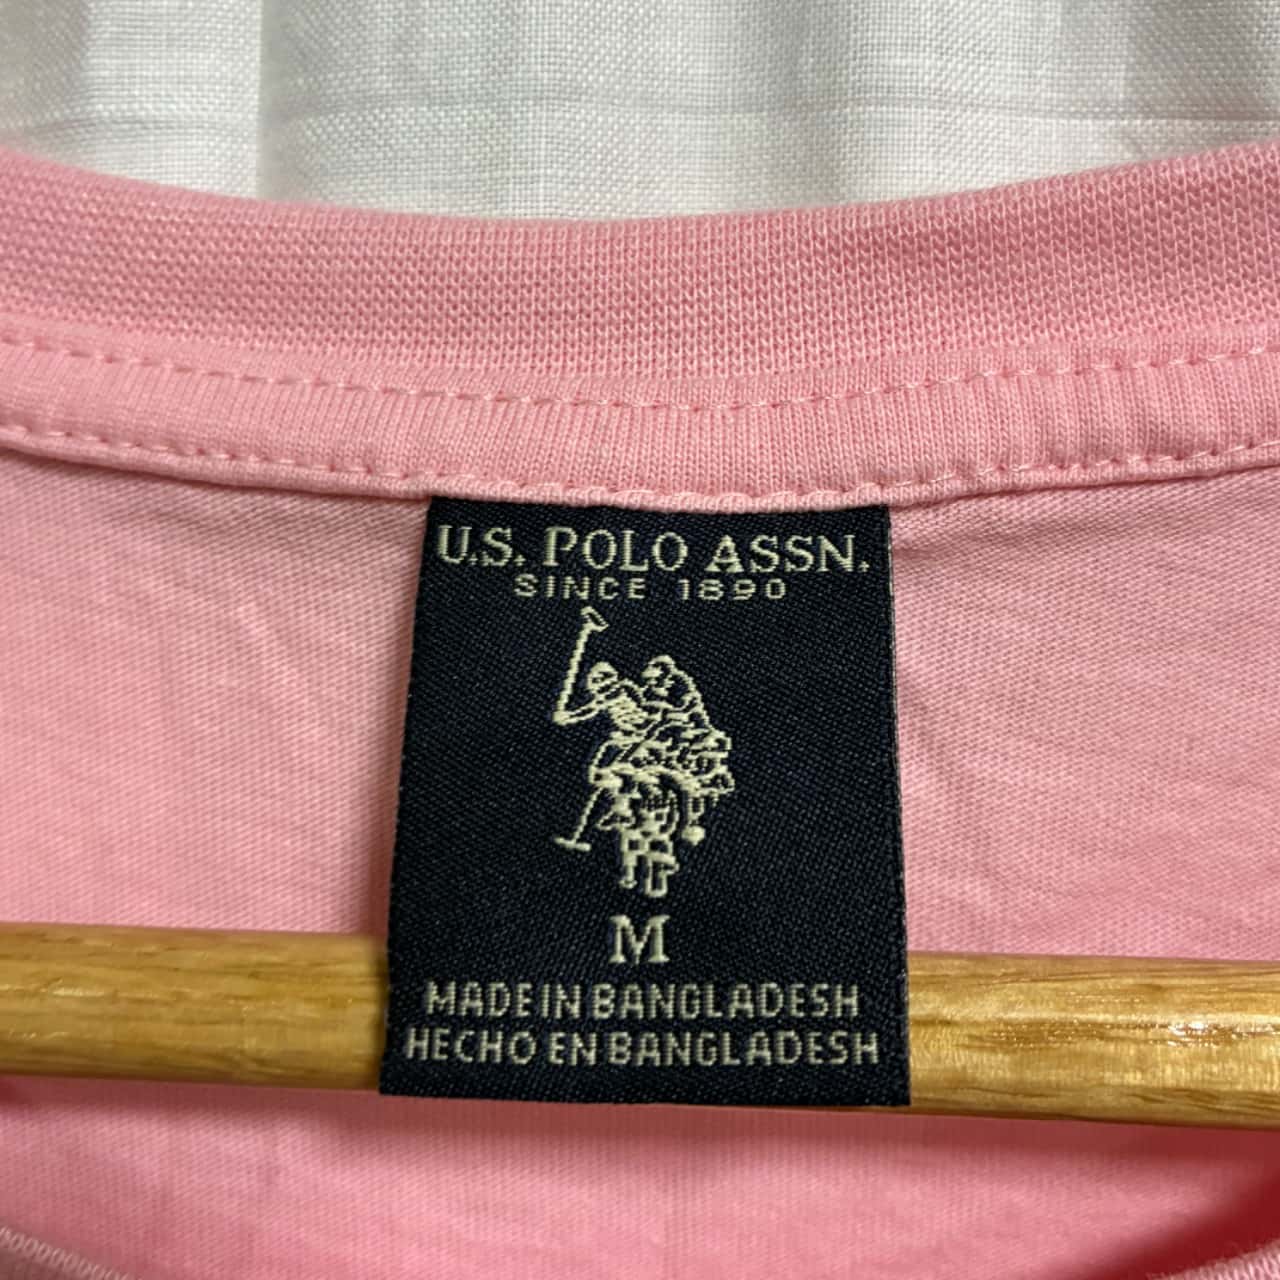 U.S. POLO ASSN.
SINCE 1890
M
MADE IN BANGLADESH
HECHO EN BANGLADESH